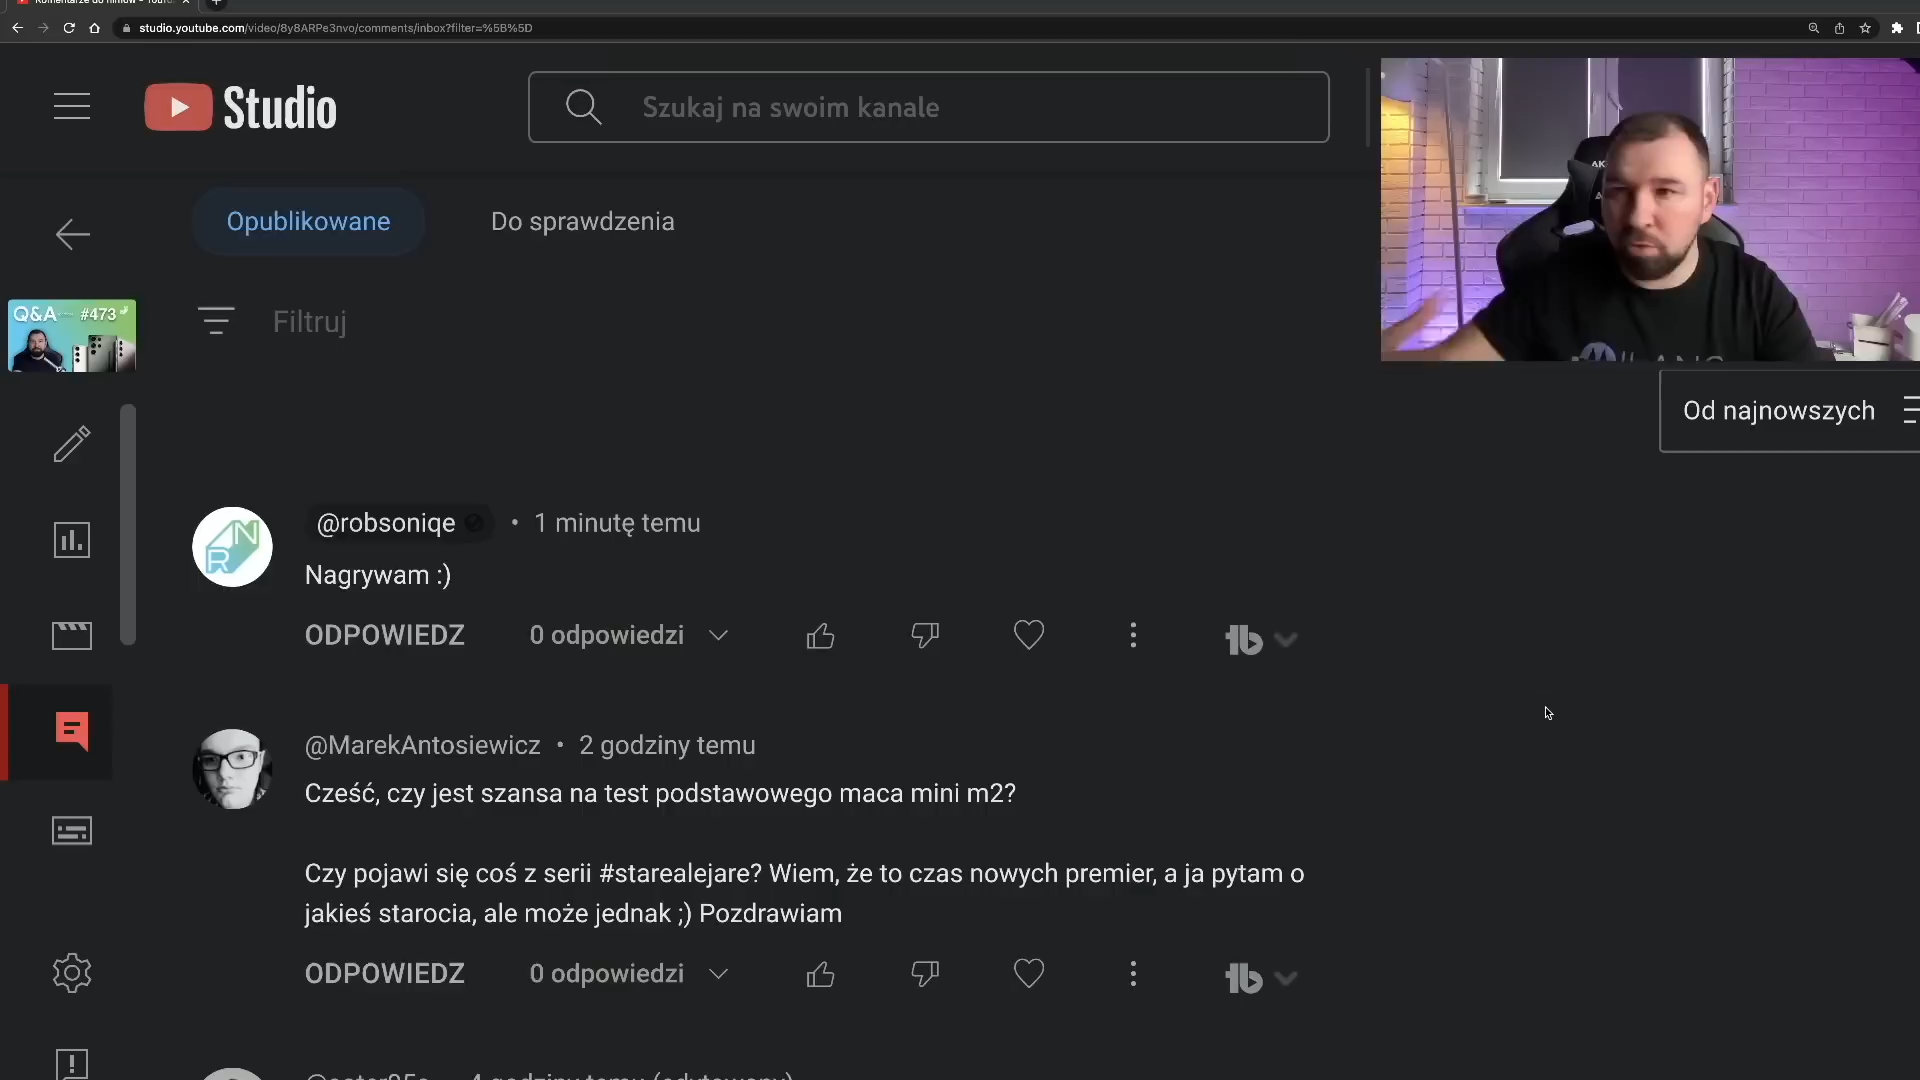 studio.youtube.com/video/8y8ARPe3nvo/comments/inbox?filter=%5B%5D
Studio
Szukaj na swoim kanale
Opublikowane
Do sprawdzenia
Q&A #473
Filtruj
Od najnowszych
@robsoniqe • 1 minutę temu
Nagrywam :)
ODPOWIEDZ
0 odpowiedzi
@MarekAntosiewicz • 2 godziny temu
Cześć, czy jest szansa na test podstawowego maca mini m2?
Czy pojawi się coś z serii #starealejare? Wiem, że to czas nowych premier, a ja pytam o
jakieś starocia, ale może jednak ;) Pozdrawiam
ODPOWIEDZ
0 odpowiedzi